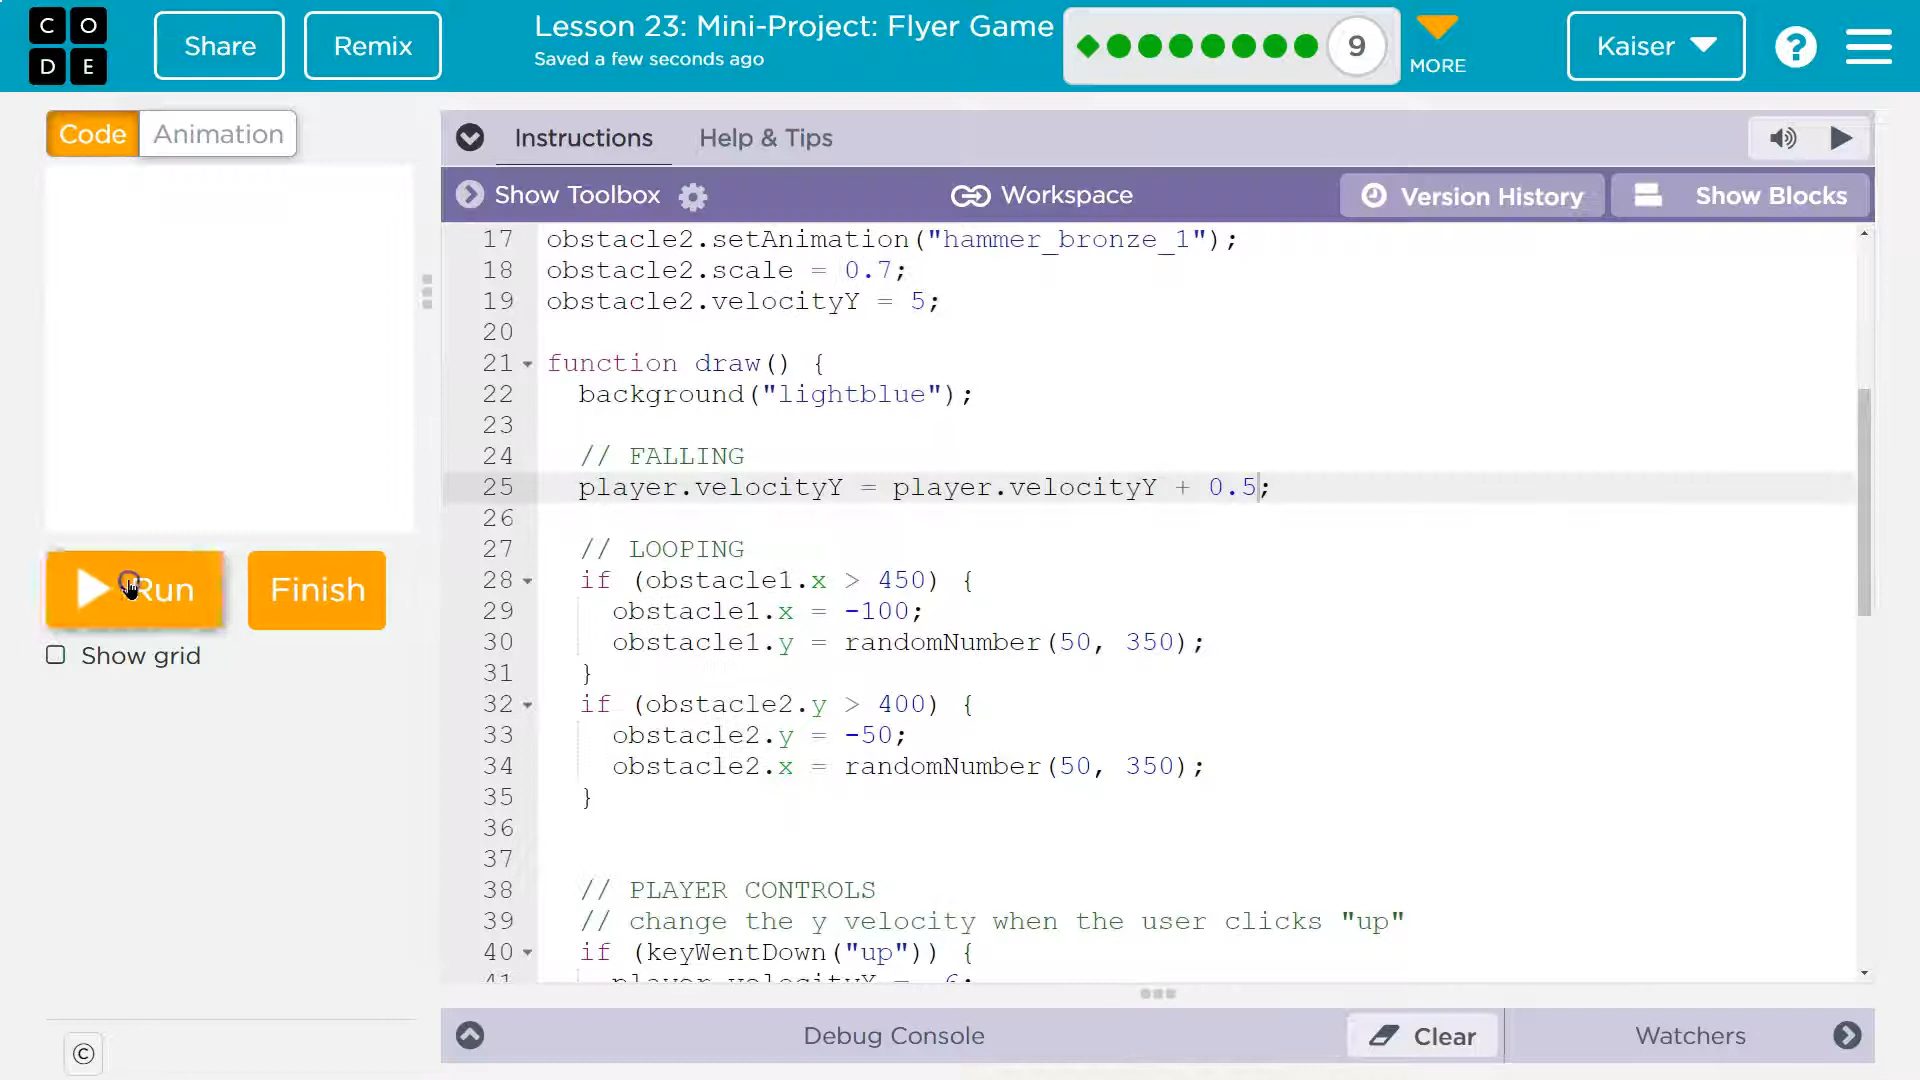 C O
D E
Share
Remix
Lesson 23: Mini-Project: Flyer Game
Saved a few seconds ago
9
MORE
Kaiser
?
Code
Animation
Instructions
Help & Tips
Show Toolbox
Workspace
Version History
Show Blocks
17 obstacle2.setAnimation("hammer_bronze_1");
18 obstacle2.scale = 0.7;
19 obstacle2.velocityY = 5;
20
21 function draw() {
22 background("lightblue");
23
24 // FALLING
25 player.velocityY = player.velocityY + 0.5;
26
27 // LOOPING
28 if (obstacle1.x > 450) {
29 obstacle1.x = -100;
30 obstacle1.y = randomNumber(50, 350);
31 }
32 if (obstacle2.y > 400) {
33 obstacle2.y = -50;
34 obstacle2.x = randomNumber(50, 350);
35 }
36
37
38 // PLAYER CONTROLS
39 // change the y velocity when the user clicks "up"
40 if (keyWentDown("up")) {
Run
Finish
Show grid
©
Debug Console
Clear
Watchers